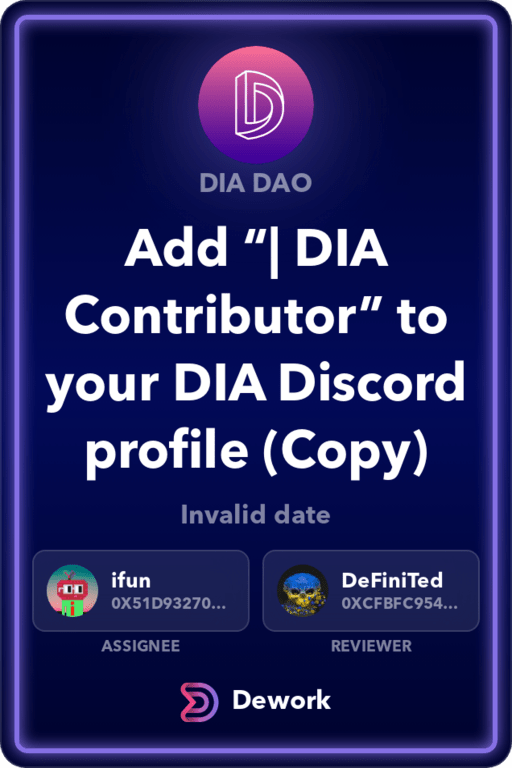 DIA DAO
Add “| DIA
Contributor” to
your DIA Discord
profile (Copy)
Invalid date
ifun
0X51D93270...
ASSIGNEE
DeFiniTed
0XCFBFC954...
REVIEWER
Dework